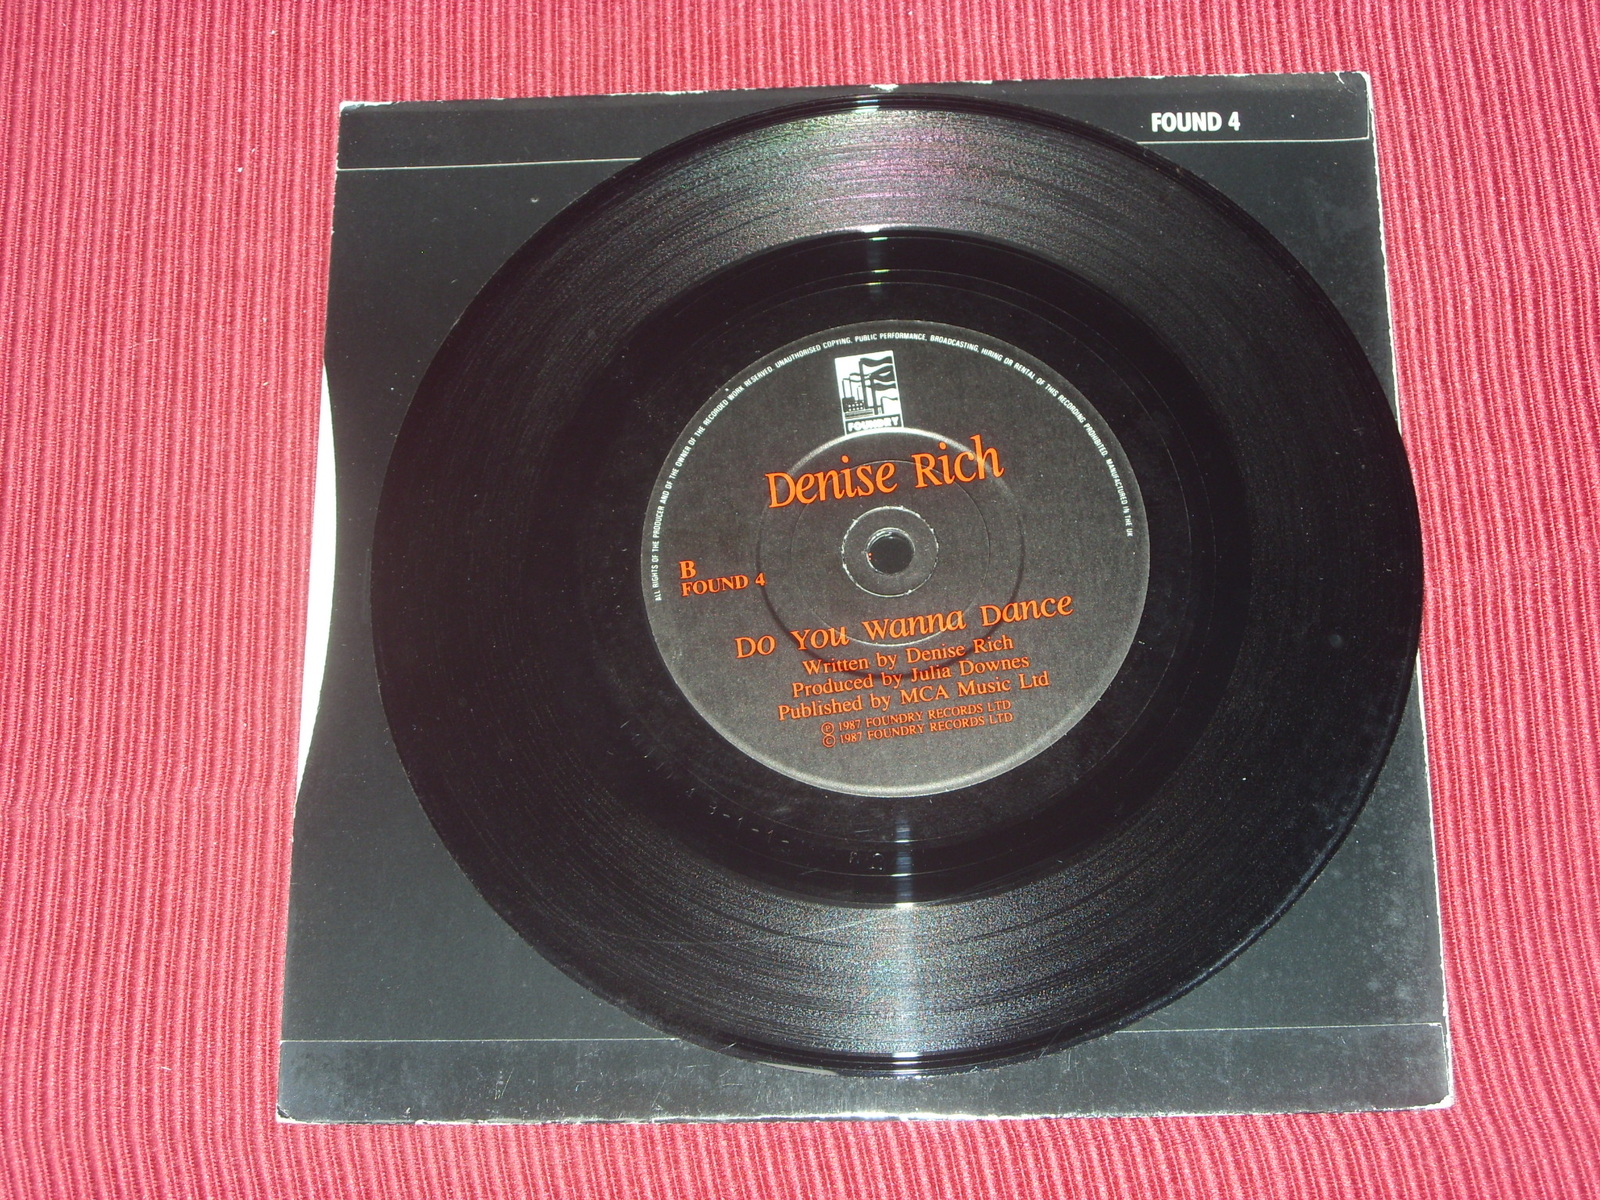 FOUND 4
ALL RIGHTS OF THE PRODUCER AND OF THE OWNER OF THE RECORDED WORK RESERVED. UNAUTHORISED COPYING, PUBLIC PERFORMANCE, BROADCASTING, HIRING OR RENTAL OF THIS RECORDING PROHIBITED. MANUFACTURED IN THE UK
FOUNDRY
Denise Rich
B
FOUND 4
Do You Wanna Dance
Written by Denise Rich
Produced by Julia Downes
Published by MCA Music Ltd
℗ 1987 FOUNDRY RECORDS LTD
© 1987 FOUNDRY RECORDS LTD